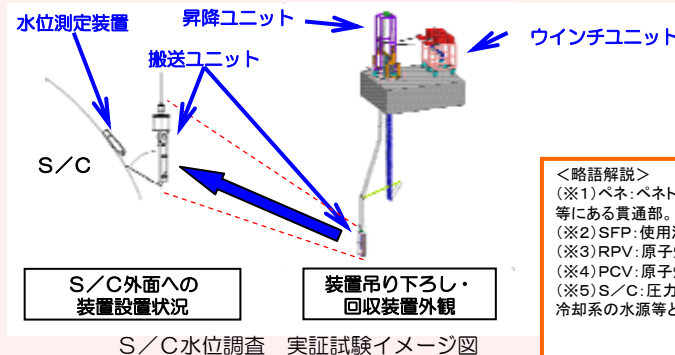 水位測定装置
昇降ユニット
ウインチユニット
搬送ユニット
S/C
S/C外面への
装置設置状況
装置吊り下ろし・
回収装置外観
S/C水位調査 実証試験イメージ図
<略語解説>
(※1)ペネ:ペネト
等にある貫通部。
(※2)SFP:使用済
(※3)RPV:原子
(※4)PCV:原子
(※5)S/C:圧力
冷却系の水源等と